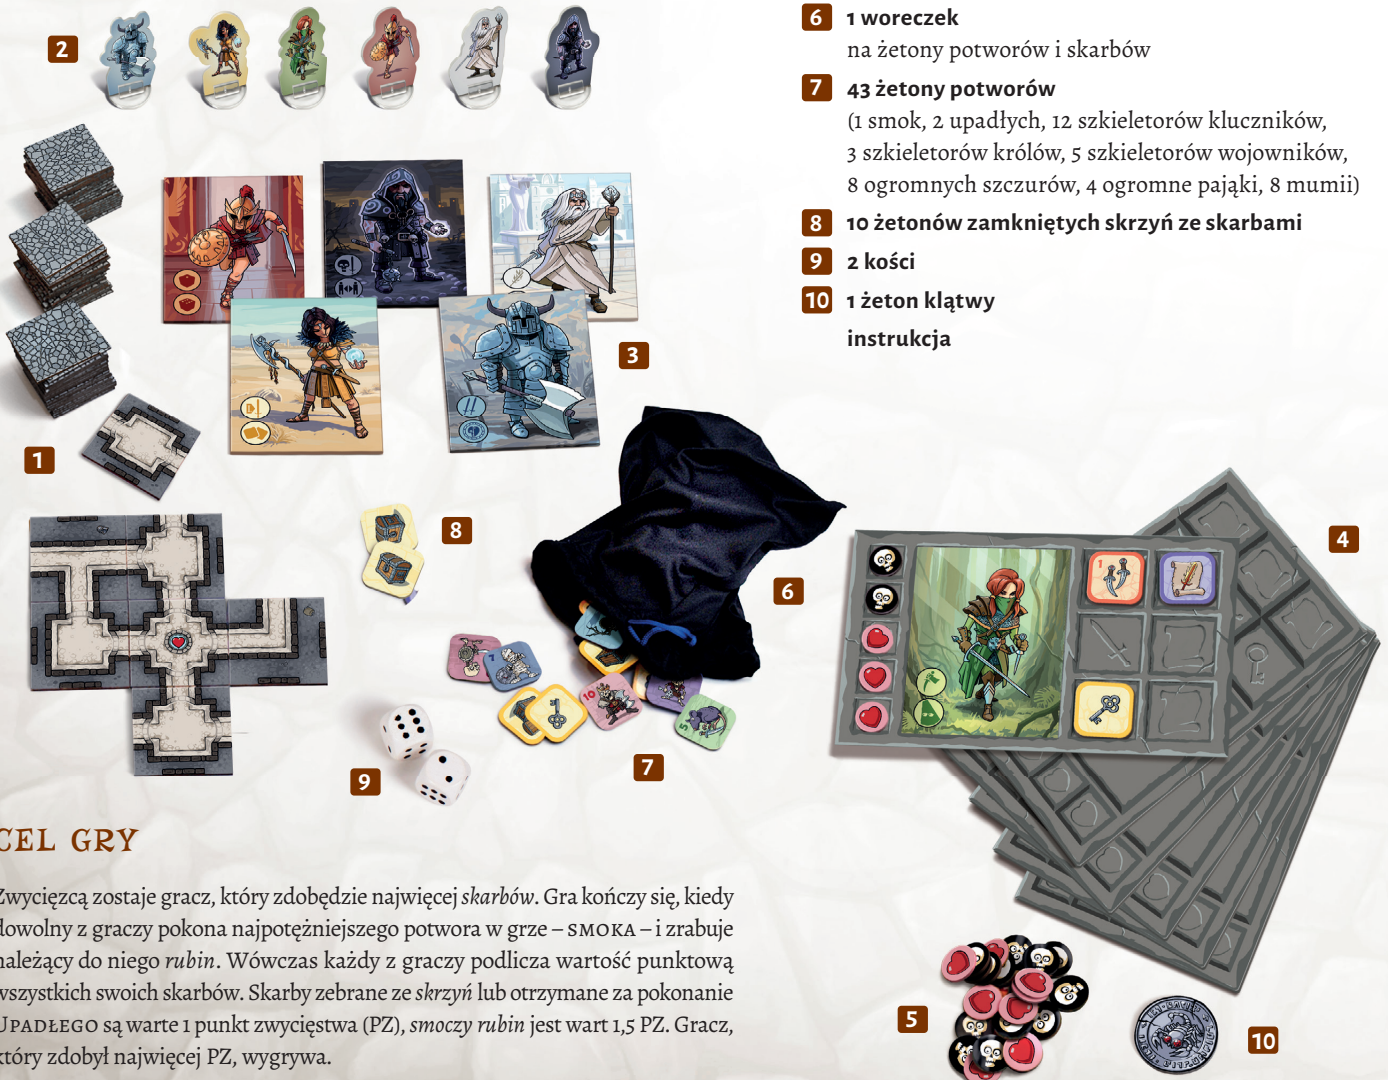 2
6 1 woreczek
na żetony potworów i skarbów
7 43 żetony potworów
(1 smok, 2 upadłych, 12 szkieletorów kluczników,
3 szkieletorów królów, 5 szkieletorów wojowników,
8 ogromnych szczurów, 4 ogromne pająki, 8 mumii)
8 10 żetonów zamkniętych skrzyń ze skarbami
9 2 kości
10 1 żeton klątwy
instrukcja
3
1
8
4
6
1
10
5
7
9
CEL GRY
Zwycięzcą zostaje gracz, który zdobędzie najwięcej skarbów. Gra kończy się, kiedy
dowolny z graczy pokona najpotężniejszego potwora w grze – SMOKA – i zrabuje
należący do niego rubin. Wówczas każdy z graczy podlicza wartość punktową
wszystkich swoich skarbów. Skarby zebrane ze skrzyń lub otrzymane za pokonanie
UPADŁEGO są warte 1 punkt zwycięstwa (PZ), smoczy rubin jest wart 1,5 PZ. Gracz,
który zdobył najwięcej PZ, wygrywa.
5
10